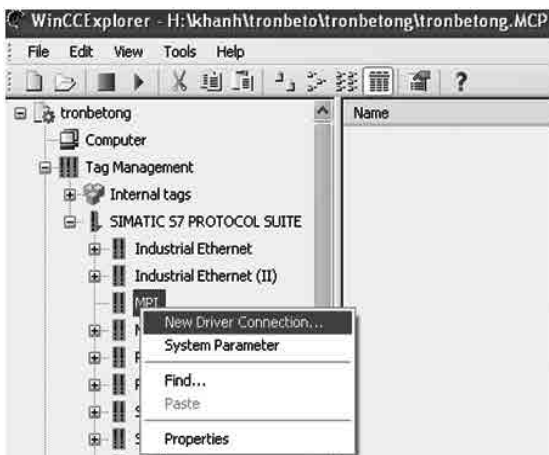 WinCCExplorer - H:\khanh\tronbeto\tronbetong\tronbetong.MCP
File Edit View Tools Help
tronbetong
Name
Computer
Tag Management
Internal tags
SIMATIC S7 PROTOCOL SUITE
Industrial Ethernet
Industrial Ethernet (II)
MPI
New Driver Connection...
System Parameter
Find...
Paste
Properties